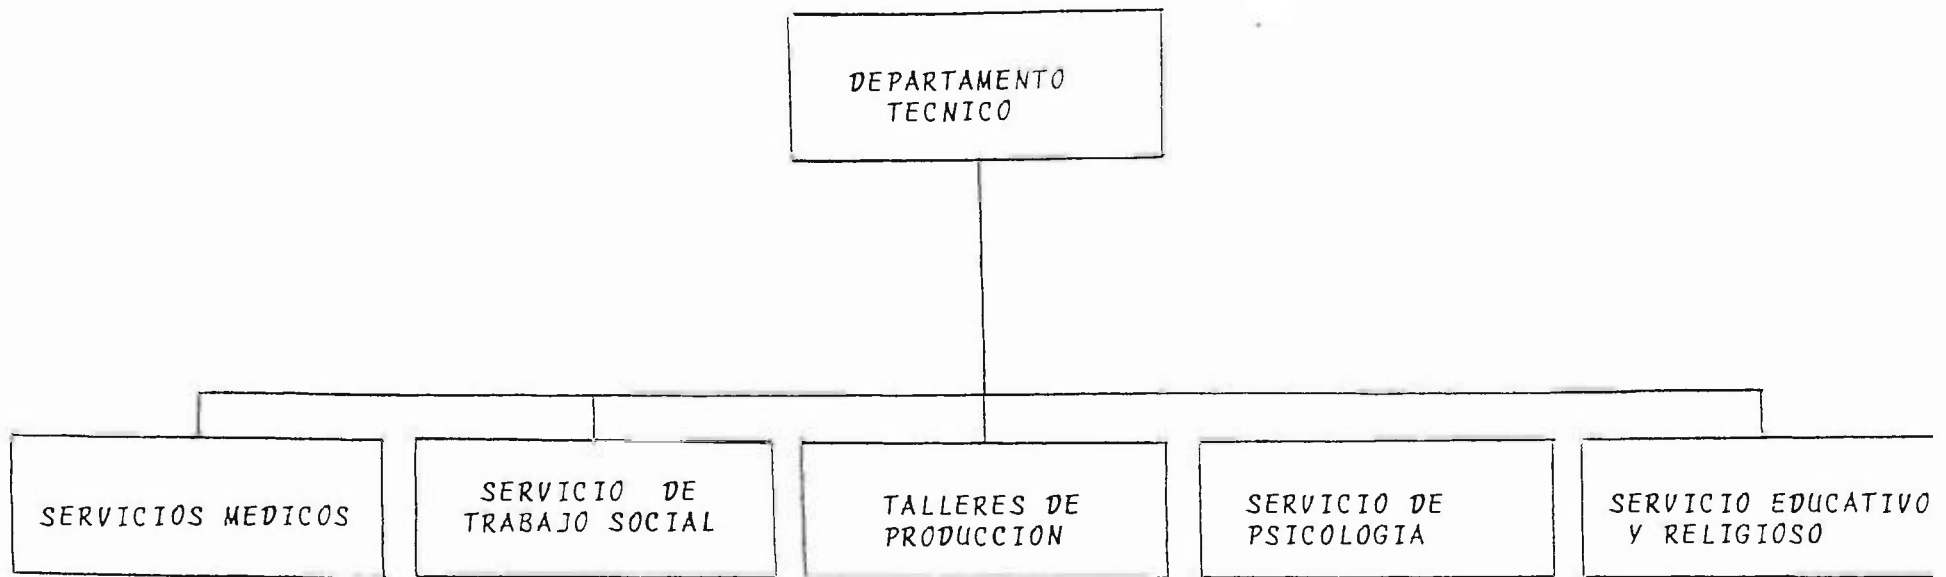 DEPARTAMENTO
TECNICO
SERVICIOS MEDICOS
SERVICIO DE
TRABAJO SOCIAL
TALLERES DE
PRODUCCION
SERVICIO DE
PSICOLOGIA
SERVICIO EDUCATIVO
Y RELIGIOSO